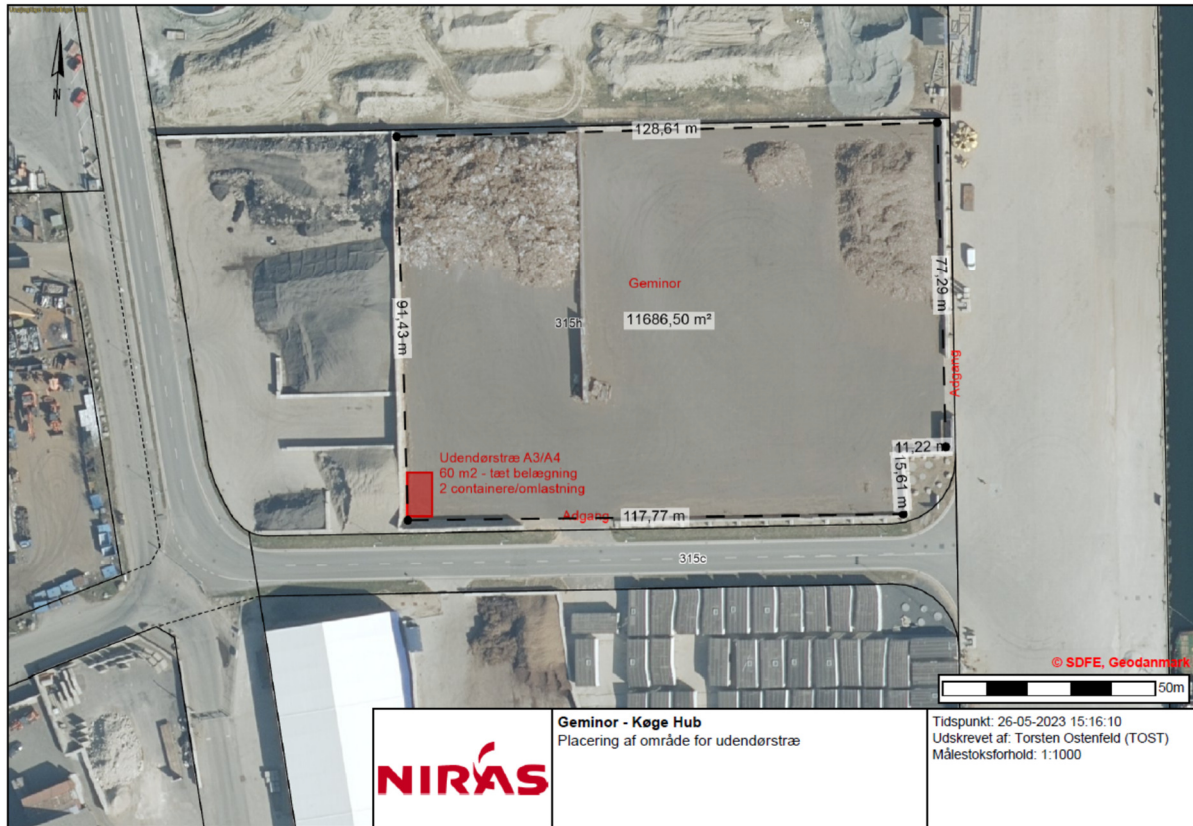 N
128,61 m
Geminor
11686,50 m²
315h
91,43 m
77,29 m
Adgang
11,22 m
15,61 m
Udendørstræ A3/A4
60 m2 - tæt belægning
2 containere/omlastning
Adgang
117,77 m
315c
© SDFE, Geodanmark
50m
NIRAS
Geminor - Køge Hub
Placering af område for udendørstræ
Tidspunkt: 26-05-2023 15:16:10
Udskrevet af: Torsten Ostenfeld (TOST)
Målestoksforhold: 1:1000